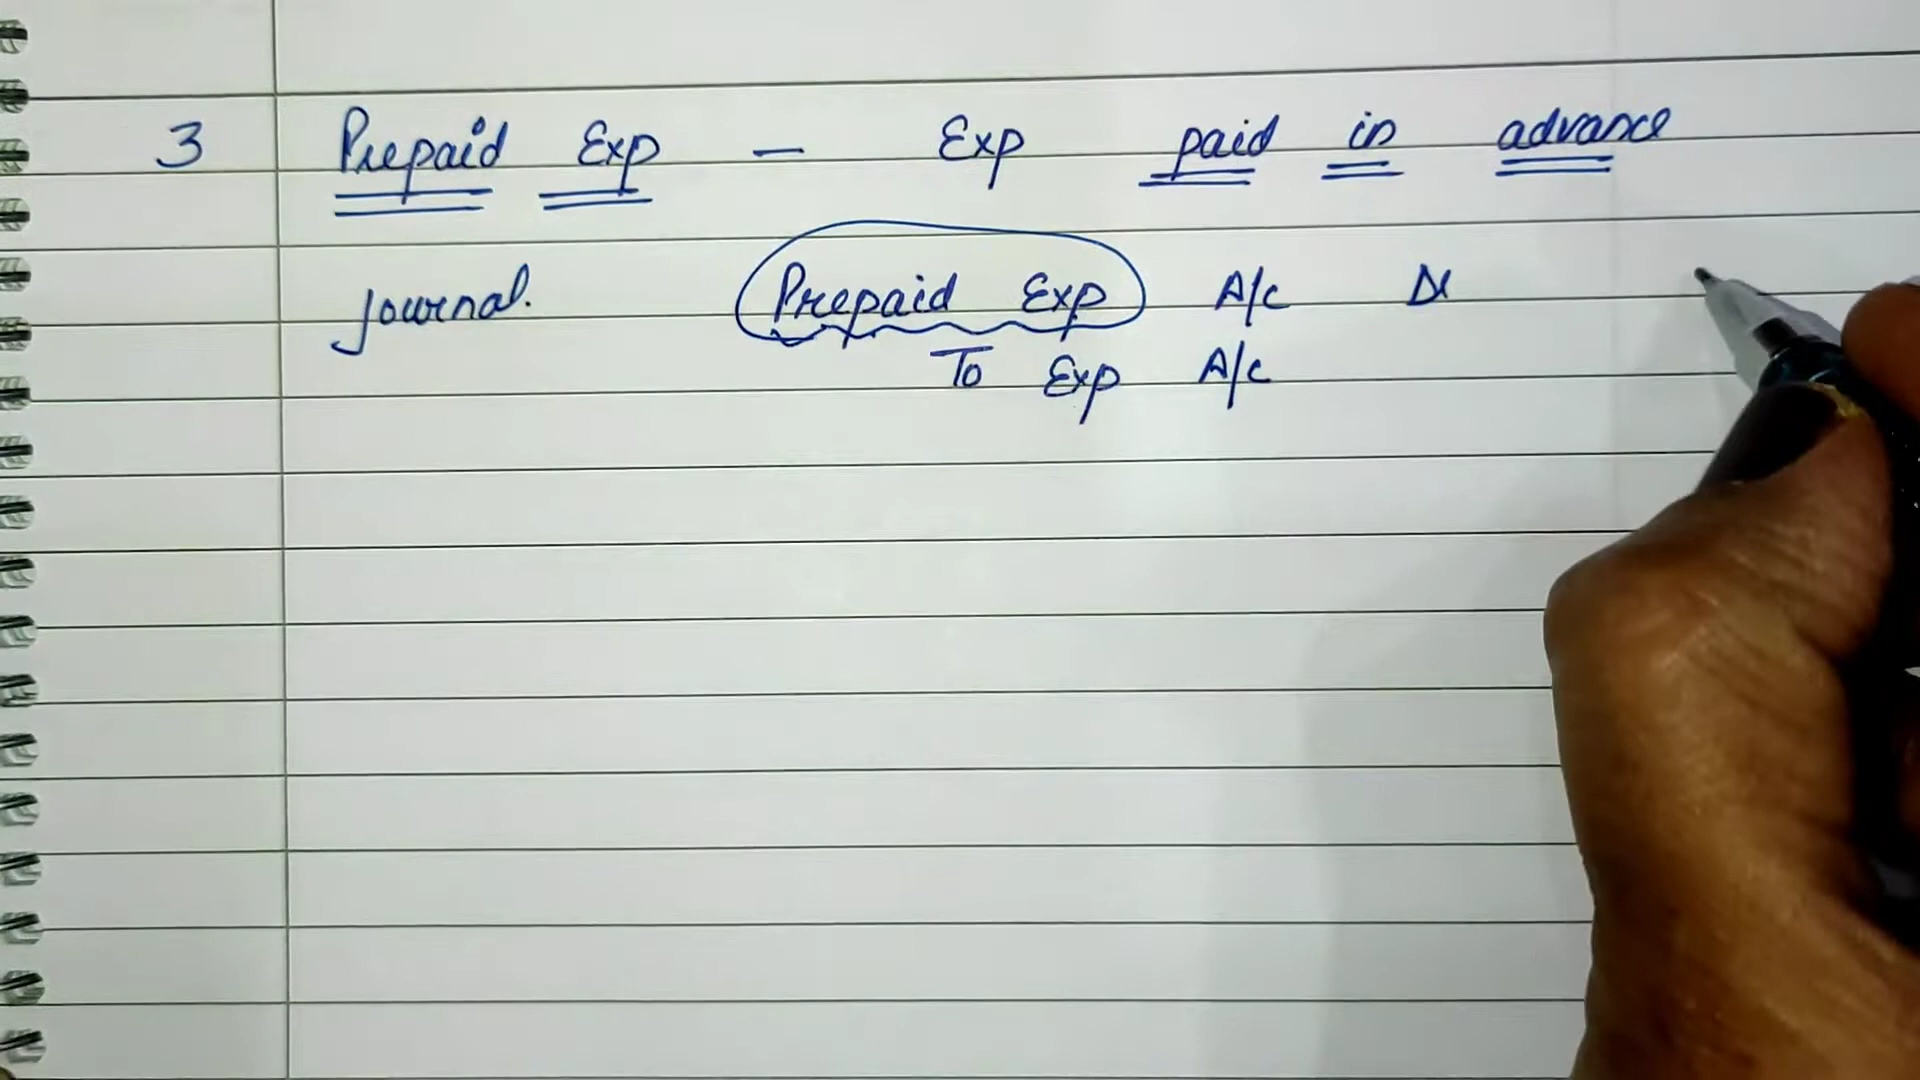 3 Prepaid Exp - Exp paid in advance
Journal. Prepaid Exp A/c Dr
To Exp A/c